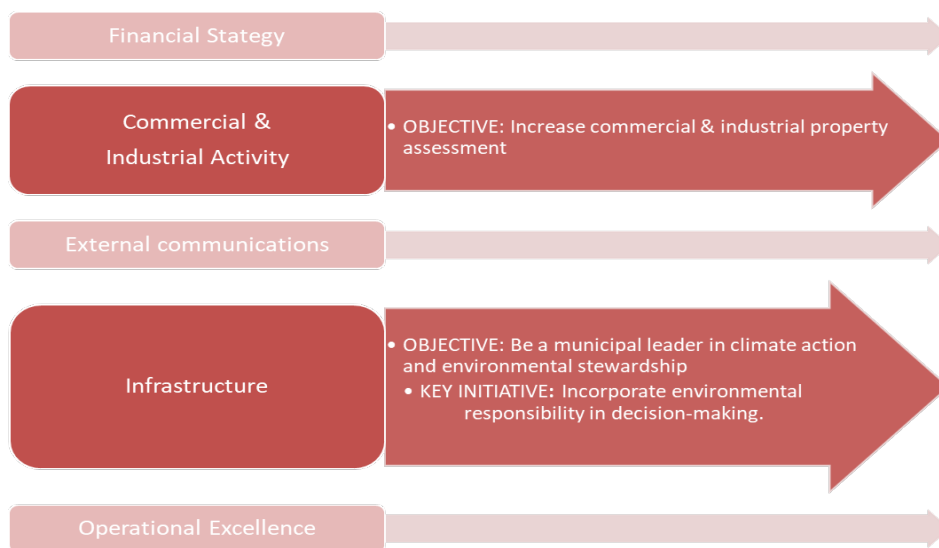 Financial Stategy
Commercial &
Industrial Activity
• OBJECTIVE: Increase commercial & industrial property
assessment
External communications
Infrastructure
• OBJECTIVE: Be a municipal leader in climate action
and environmental stewardship
• KEY INITIATIVE: Incorporate environmental
responsibility in decision-making.
Operational Excellence